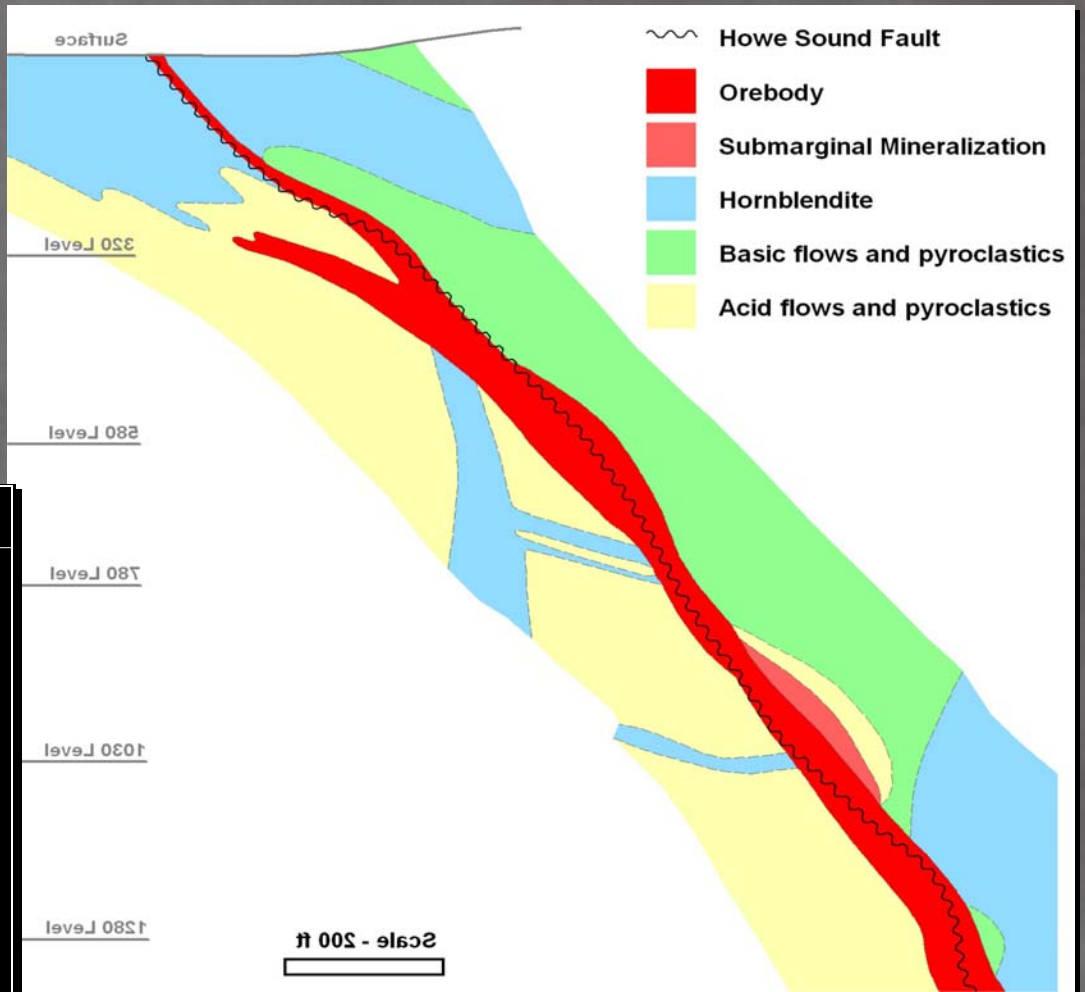 Surface
Howe Sound Fault
Orebody
Submarginal Mineralization
Hornblendite
Basic flows and pyroclastics
Acid flows and pyroclastics
320 Level
580 Level
780 Level
1030 Level
1280 Level
Scale - 200 ft